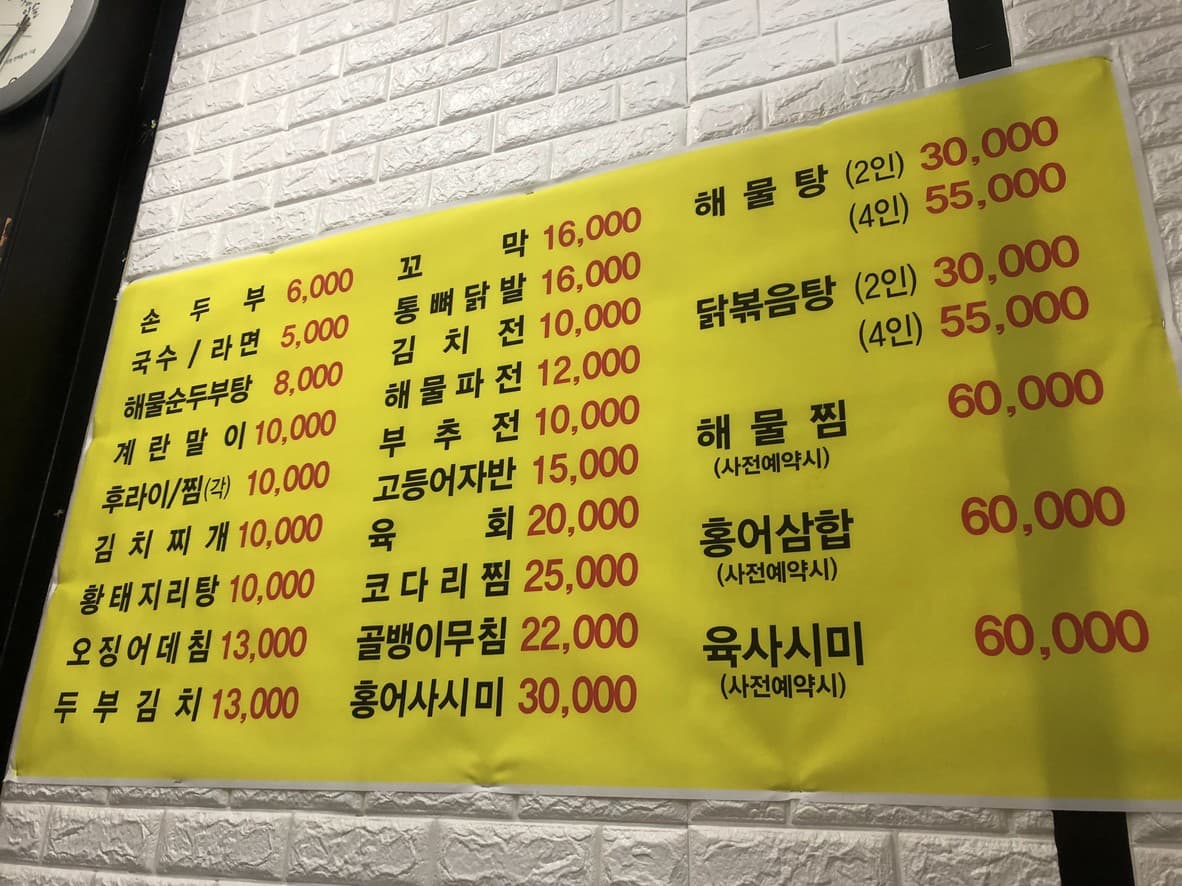 손두부 6,000
국수/라면 5,000
해물순두부탕 8,000
계란말이 10,000
후라이/찜(각) 10,000
김치찌개 10,000
황태지리탕 10,000
오징어데침 13,000
두부김치 13,000
꼬막 16,000
통뼈닭발 16,000
김치전 10,000
해물파전 12,000
부추전 10,000
고등어자반 15,000
육회 20,000
코다리찜 25,000
골뱅이무침 22,000
홍어사시미 30,000
해물탕 (2인) 30,000
(4인) 55,000
닭볶음탕 (2인) 30,000
(4인) 55,000
해물찜 60,000
(사전예약시)
홍어삼합 60,000
(사전예약시)
육사시미 60,000
(사전예약시)